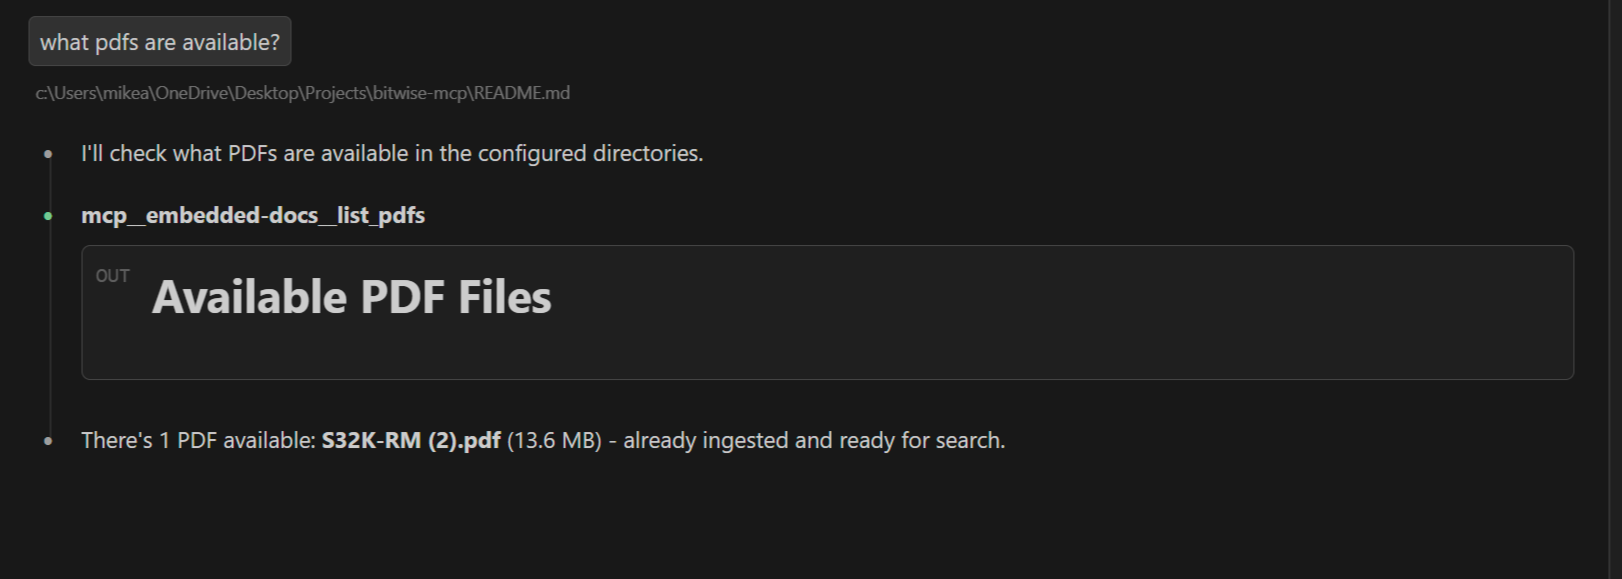 what pdfs are available?
c:\Users\mikea\OneDrive\Desktop\Projects\bitwise-mcp\README.md
I'll check what PDFs are available in the configured directories.
mcp__embedded-docs__list_pdfs
OUT
Available PDF Files
There's 1 PDF available: S32K-RM (2).pdf (13.6 MB) - already ingested and ready for search.